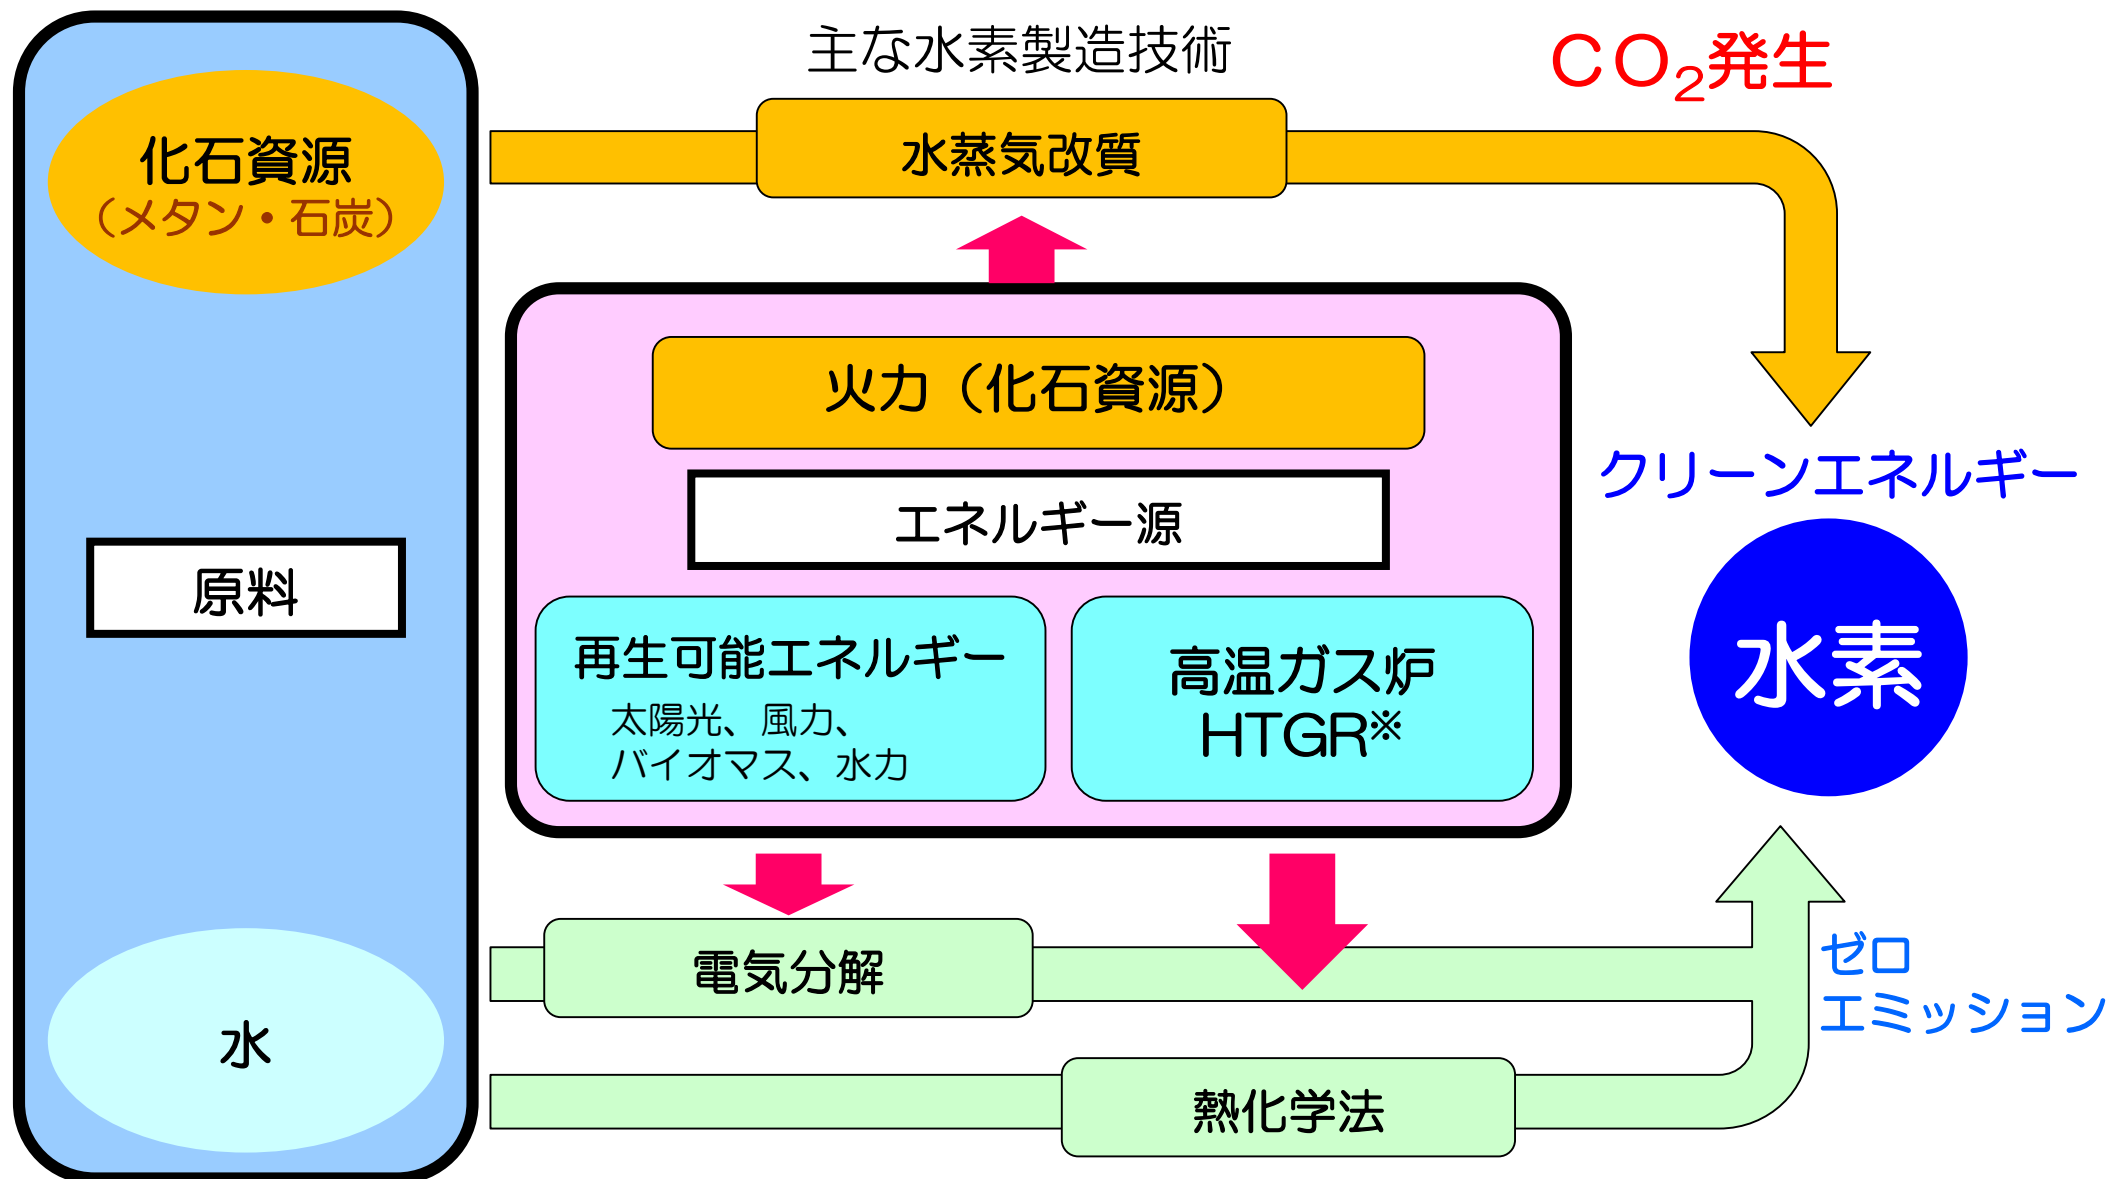 主な水素製造技術
CO₂発生
化石資源
（メタン・石炭）
水蒸気改質
火力（化石資源）
エネルギー源
クリーンエネルギー
原料
再生可能エネルギー
太陽光、風力、
バイオマス、水力
高温ガス炉
HTGR※
水素
電気分解
ゼロ
エミッション
水
熱化学法